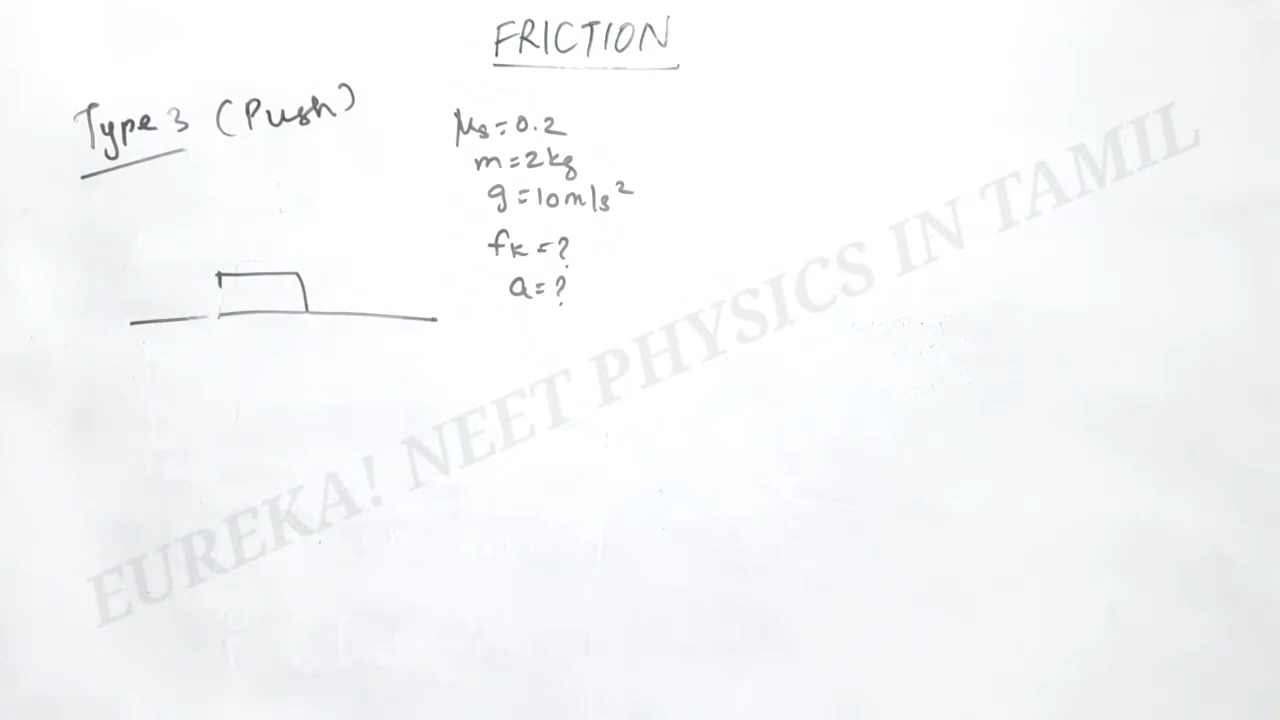 FRICTION
Type 3 (Push)
μs = 0.2
m = 2kg
g = 10m/s²
fk = ?
a = ?
EUREKA! NEET PHYSICS IN TAMIL